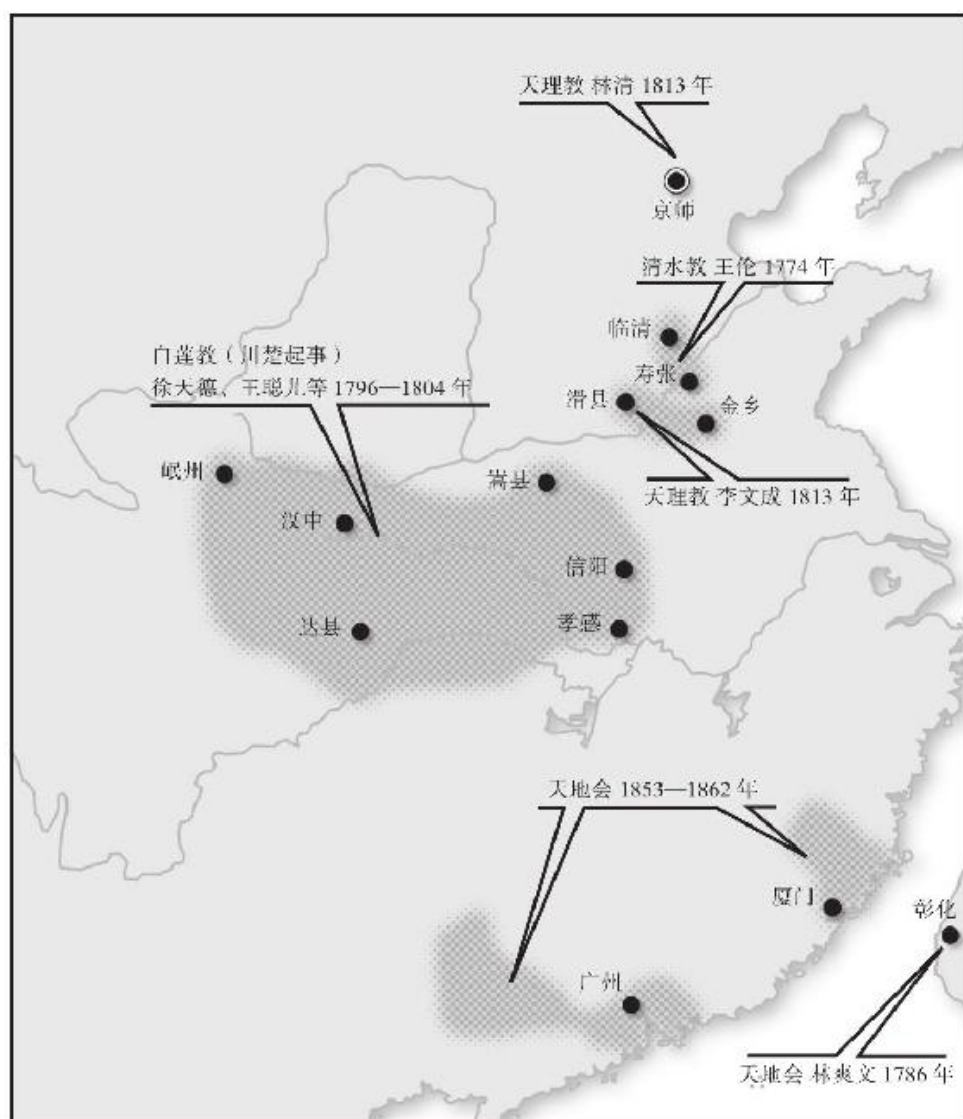 天理教 林清 1813 年
京师
清水教 王伦 1774 年
临清
寿张
滑县
金乡
天理教 李文成 1813 年
白莲教（川楚起事）
徐天德、王聪儿等 1796—1804 年
岷州
嵩县
汉中
信阳
达县
孝感
天地会 1853—1862 年
厦门
彰化
广州
天地会 林爽文 1786 年